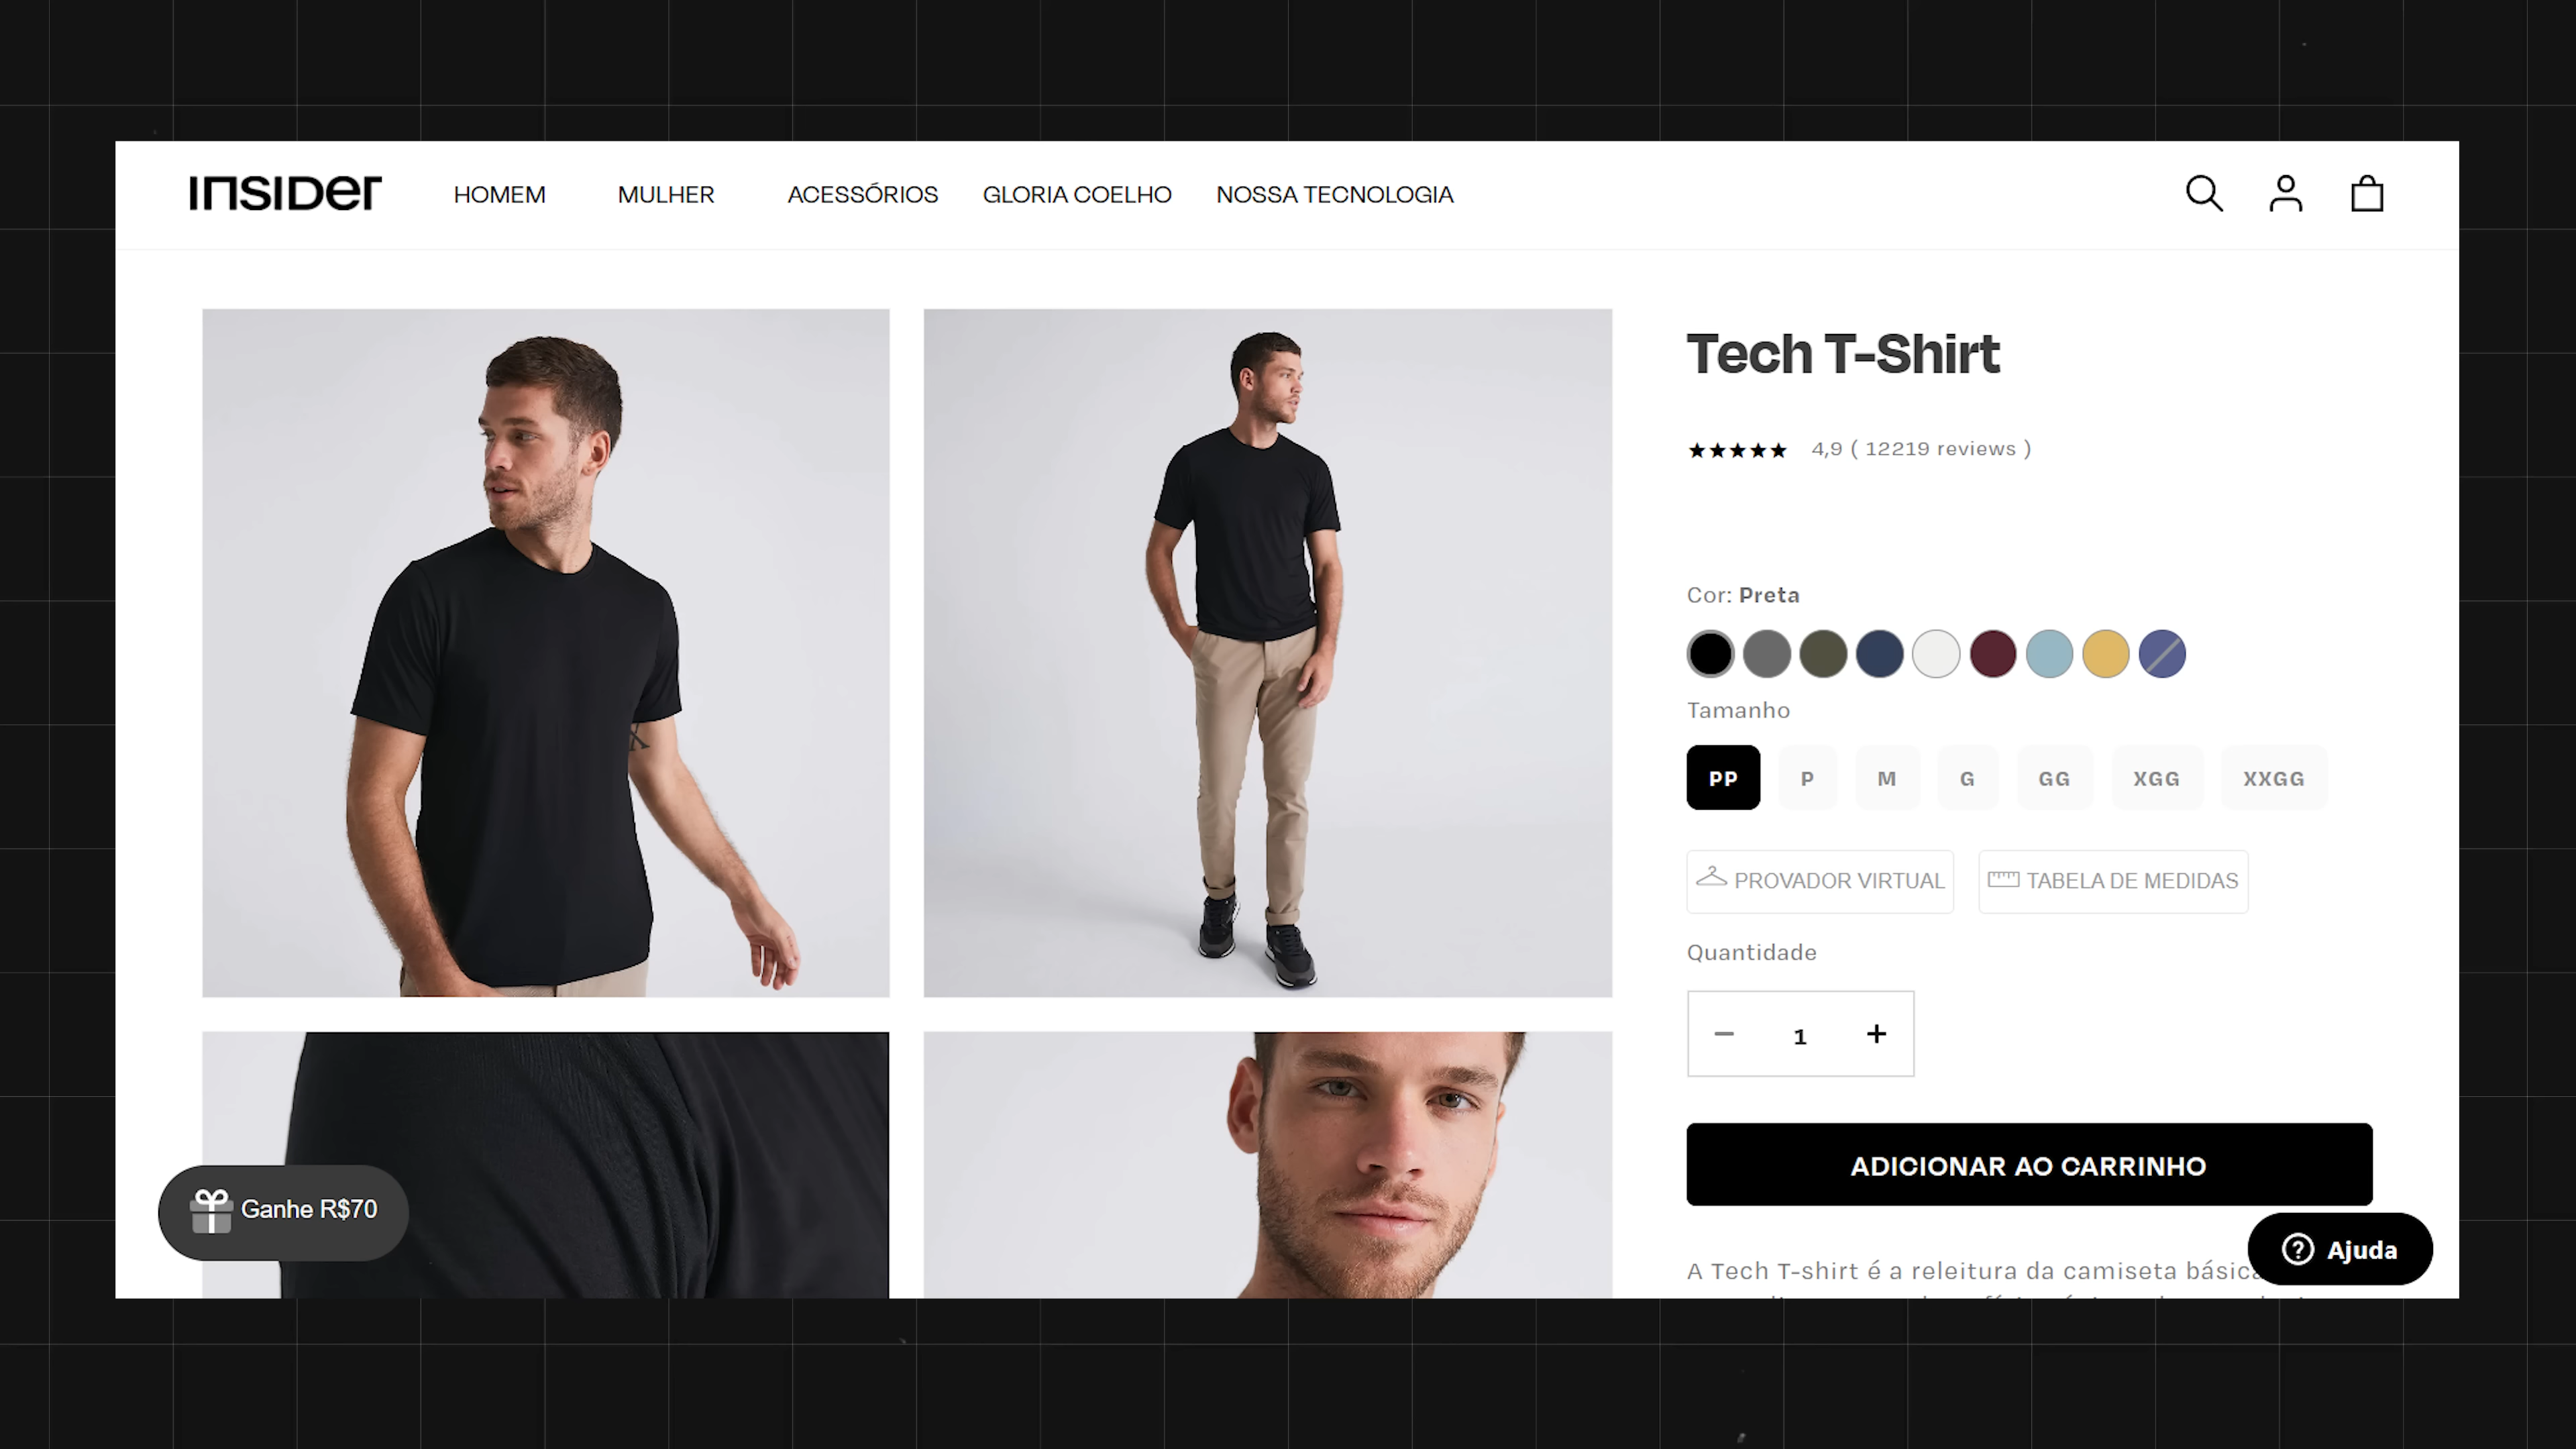 INSIDER
HOMEM MULHER ACESSÓRIOS GLORIA COELHO NOSSA TECNOLOGIA
Tech T-Shirt
4,9 ( 12219 reviews )
Cor: Preta
Tamanho
PP P M G GG XGG XXGG
PROVADOR VIRTUAL TABELA DE MEDIDAS
Quantidade
− 1 +
ADICIONAR AO CARRINHO
Ganhe R$70
Ajuda
A Tech T-shirt é a releitura da camiseta básica